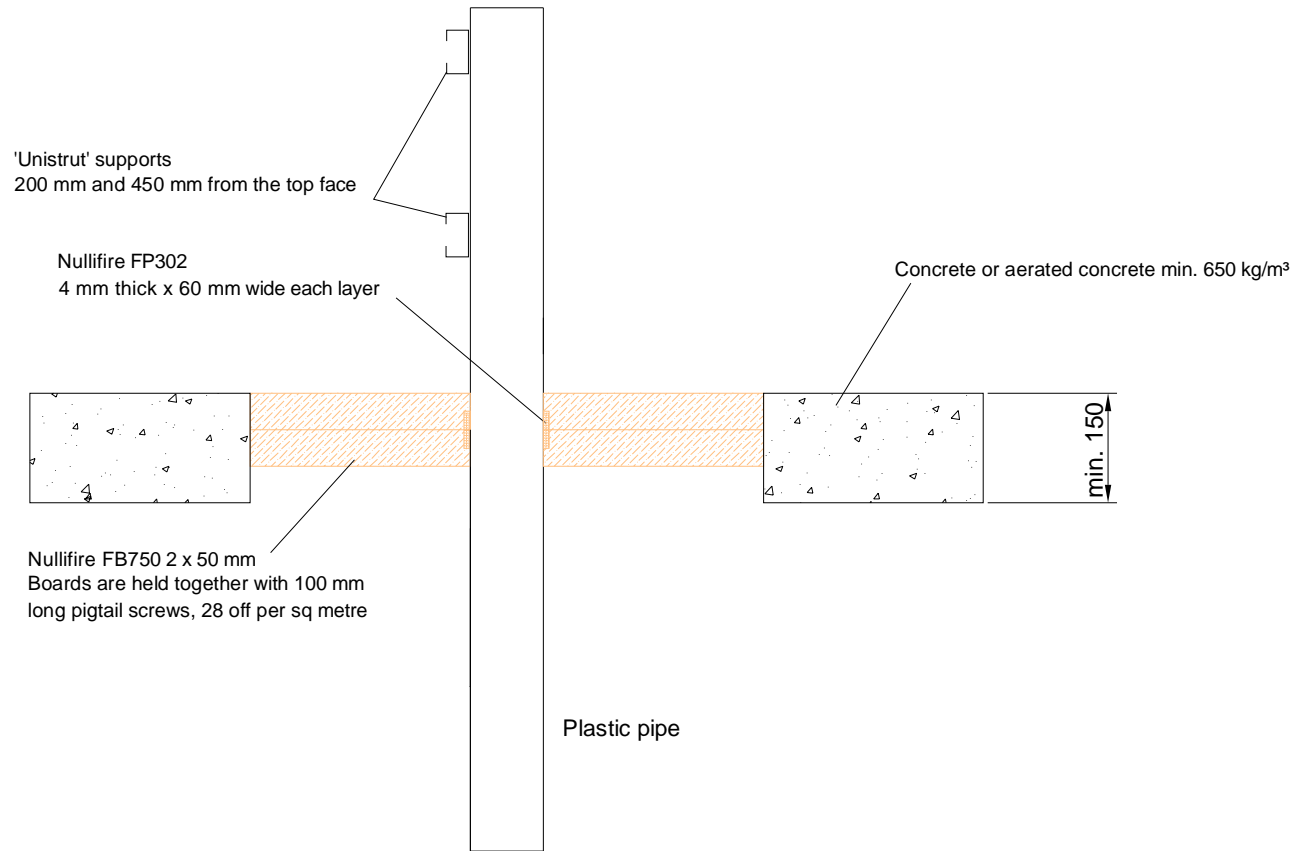 'Unistrut' supports
200 mm and 450 mm from the top face
Nullifire FP302
4 mm thick x 60 mm wide each layer
Concrete or aerated concrete min. 650 kg/m³
min. 150
Nullifire FB750 2 x 50 mm
Boards are held together with 100 mm
long pigtail screws, 28 off per sq metre
Plastic pipe